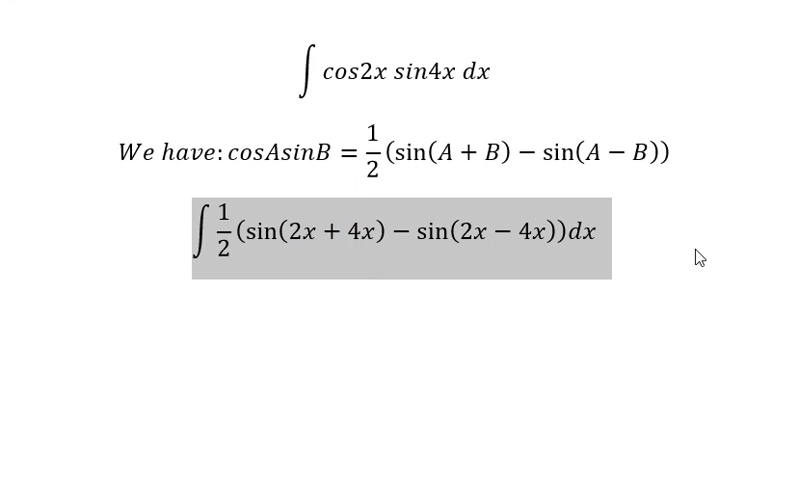 ∫ cos2x sin4x dx
We have: cosAsinB = 1/2 (sin(A + B) − sin(A − B))
∫ 1/2 (sin(2x + 4x) − sin(2x − 4x))dx